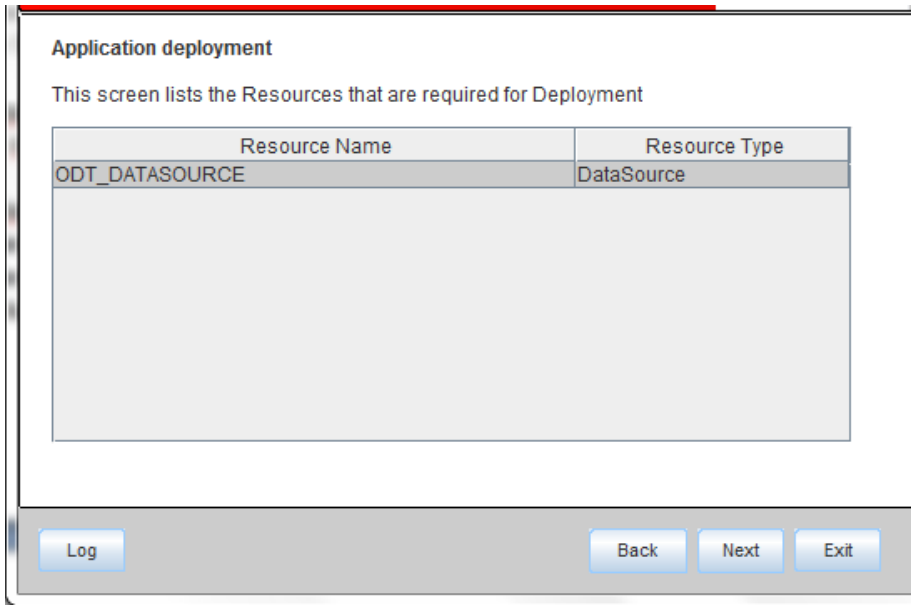 Application deployment
This screen lists the Resources that are required for Deployment
Resource Name Resource Type
ODT_DATASOURCE DataSource
Log Back Next Exit